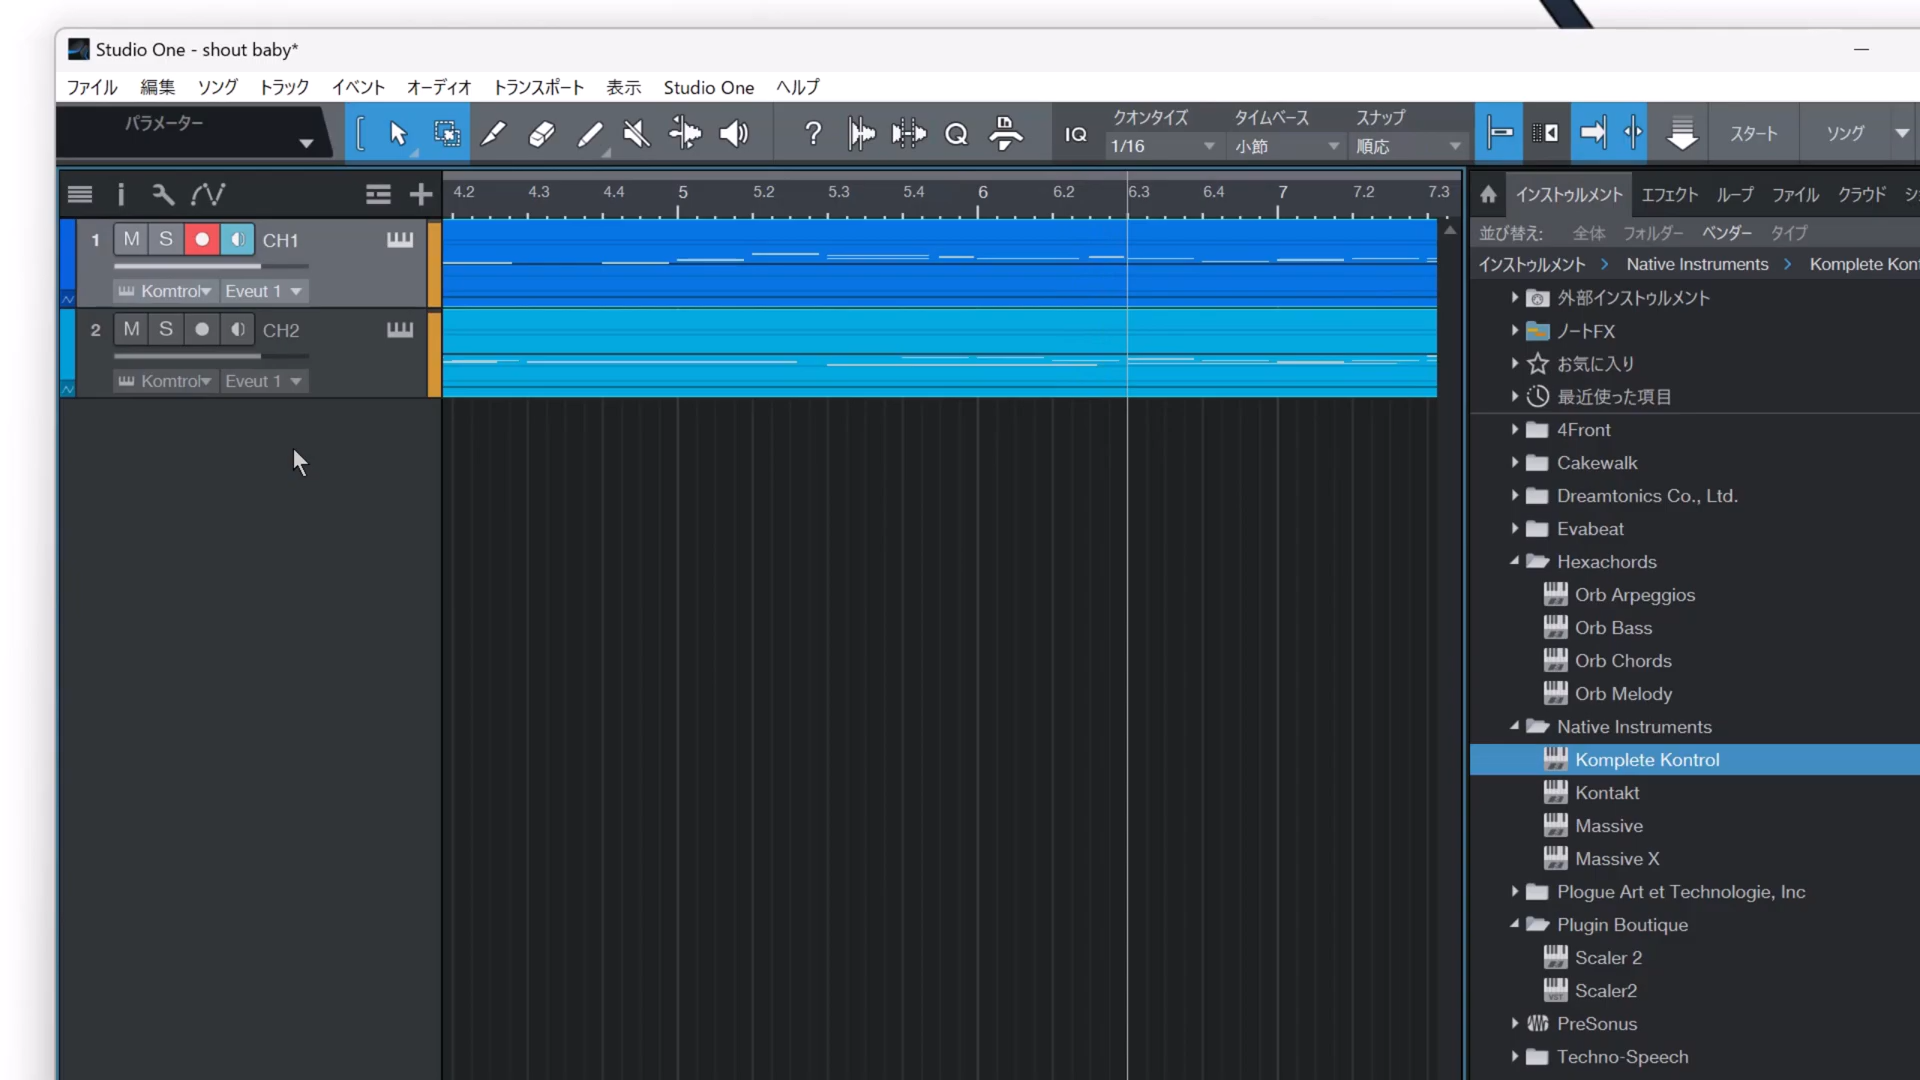 Studio One - shout baby*
ファイル 編集 ソング トラック イベント オーディオ トランスポート 表示 Studio One ヘルプ
パラメーター
? Q IQ
クオンタイズ タイムベース スナップ
1/16 小節 順応
スタート ソング
4.2 4.3 4.4 5 5.2 5.3 5.4 6 6.2 6.3 6.4 7 7.2 7.3
1 M S CH1
Komtrol Eveut 1
2 M S CH2
Komtrol Eveut 1
インストゥルメント エフェクト ループ ファイル クラウド シ
並び替え: 全体 フォルダー ベンダー タイプ
インストゥルメント > Native Instruments > Komplete Kont
外部インストゥルメント
ノートFX
お気に入り
最近使った項目
4Front
Cakewalk
Dreamtonics Co., Ltd.
Evabeat
Hexachords
Orb Arpeggios
Orb Bass
Orb Chords
Orb Melody
Native Instruments
Komplete Kontrol
Kontakt
Massive
Massive X
Plogue Art et Technologie, Inc
Plugin Boutique
Scaler 2
VST Scaler2
PreSonus
Techno-Speech